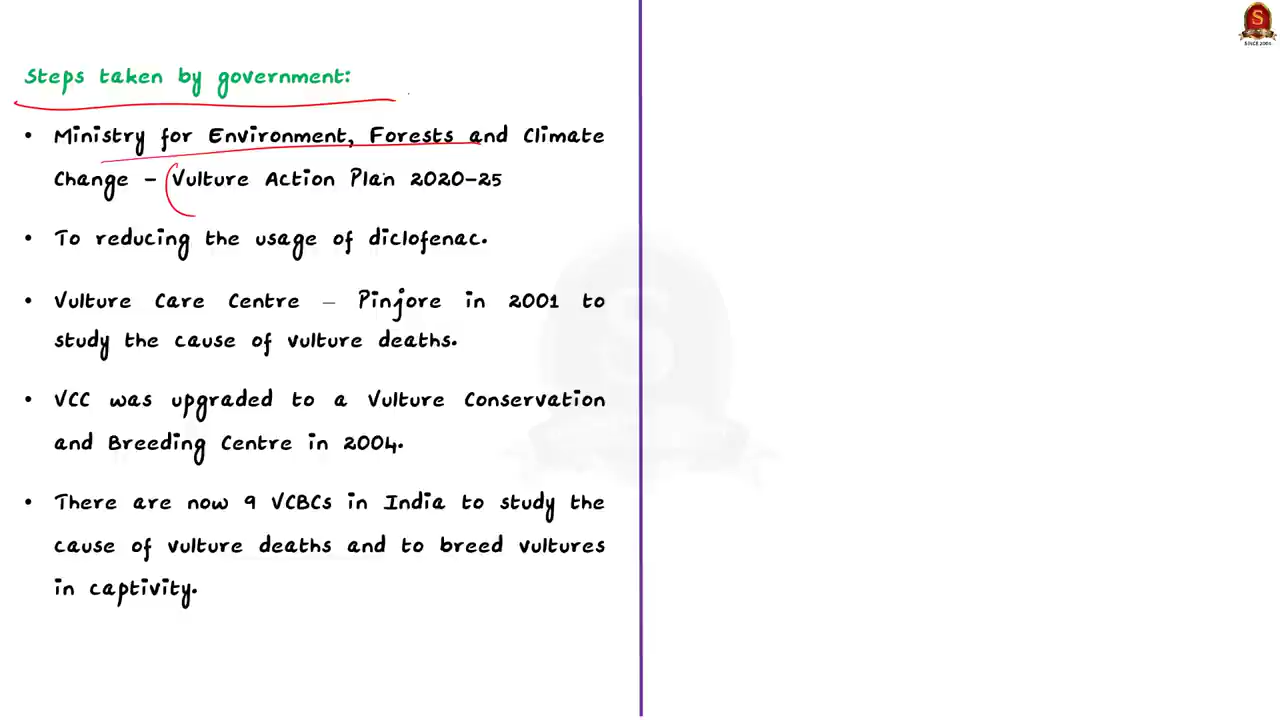 Steps taken by government:
• Ministry for Environment, Forests and Climate
Change - Vulture Action Plan 2020-25
• To reducing the usage of diclofenac.
• Vulture Care Centre – Pinjore in 2001 to
study the cause of vulture deaths.
• VCC was upgraded to a Vulture Conservation
and Breeding Centre in 2004.
• There are now 9 VCBCs in India to study the
cause of vulture deaths and to breed vultures
in captivity.
S
SINCE 2004
S